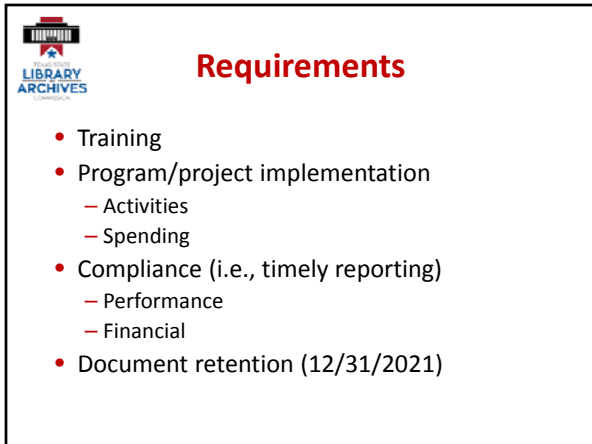 TEXAS STATE
LIBRARY
ARCHIVES
COMMISSION
Requirements
• Training
• Program/project implementation
– Activities
– Spending
• Compliance (i.e., timely reporting)
– Performance
– Financial
• Document retention (12/31/2021)